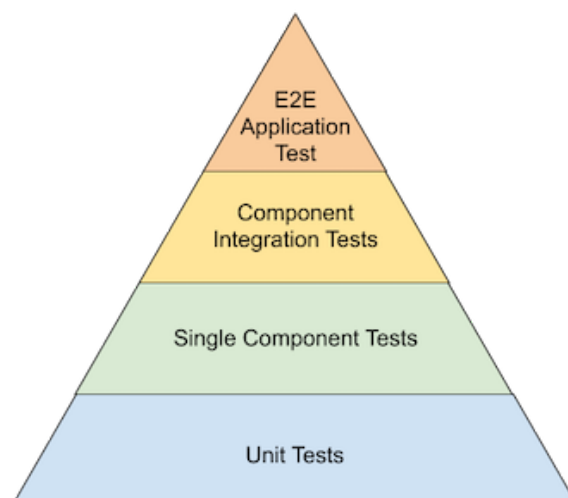 E2E
Application
Test
Component
Integration Tests
Single Component Tests
Unit Tests